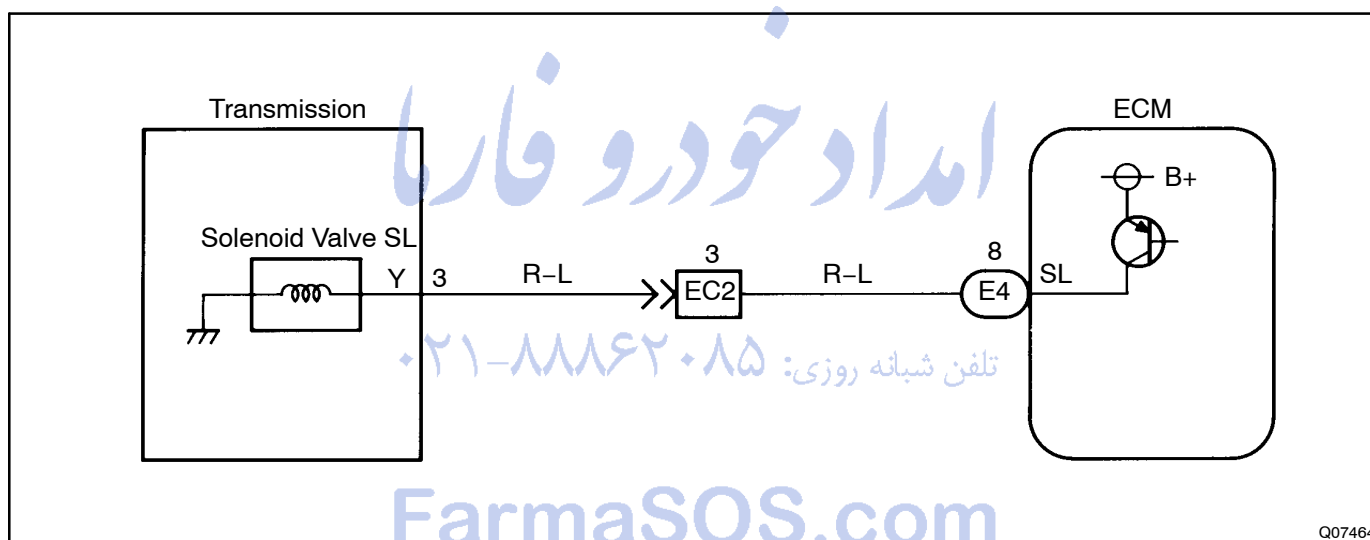 امداد خودرو فارما
Transmission
ECM
B+
Solenoid Valve SL
Y
3
R–L
3
EC2
R–L
8
E4
SL
تلفن شبانه روزی: ۰۲۱-۸۸۸۶۲۰۸۵
FarmaSOS.com
Q07464